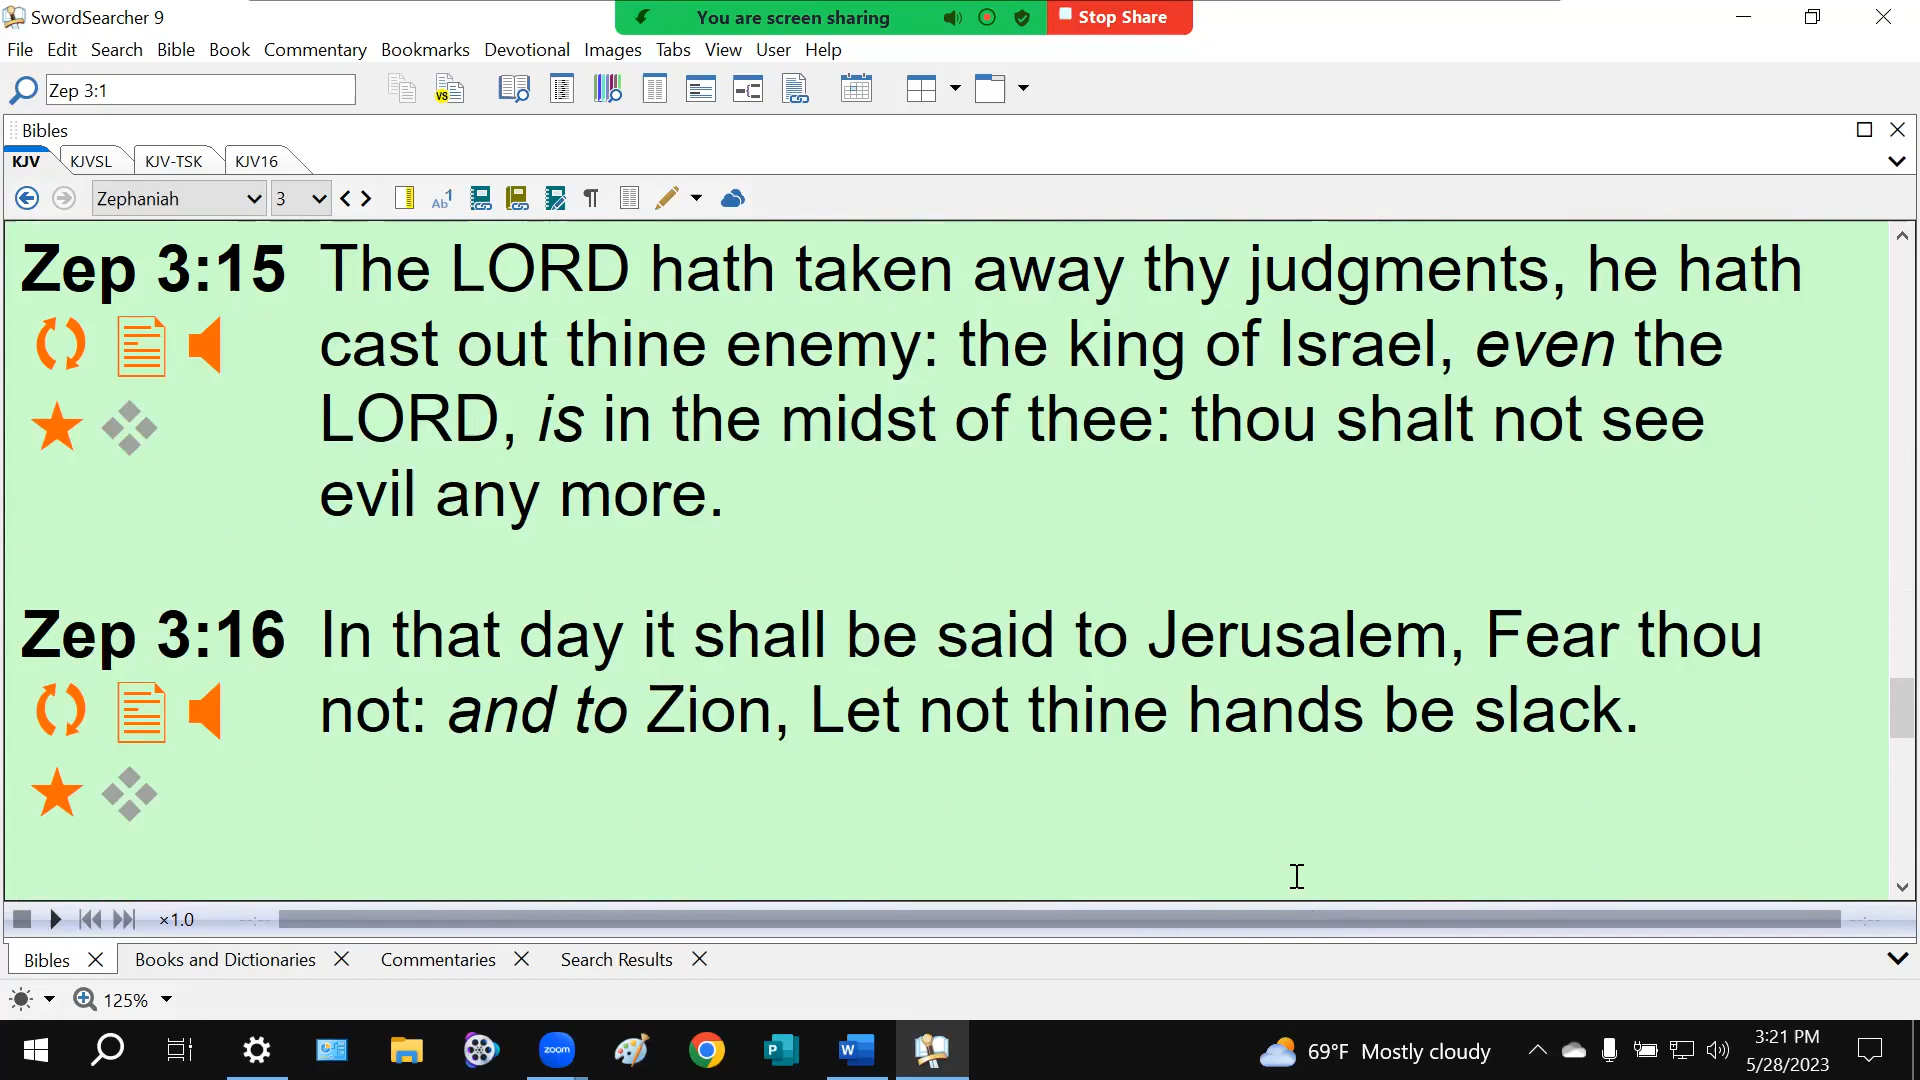 SwordSearcher 9
You are screen sharing
Stop Share
File Edit Search Bible Book Commentary Bookmarks Devotional Images Tabs View User Help
Zep 3:1
VS
Bibles
KJV KJVSL KJV-TSK KJV16
Zephaniah 3 Ab1
Zep 3:15 The LORD hath taken away thy judgments, he hath
cast out thine enemy: the king of Israel, even the
LORD, is in the midst of thee: thou shalt not see
evil any more.
Zep 3:16 In that day it shall be said to Jerusalem, Fear thou
not: and to Zion, Let not thine hands be slack.
×1.0 --:-- --:--
Bibles Books and Dictionaries Commentaries Search Results
125%
zoom
P
W
69°F Mostly cloudy
3:21 PM
5/28/2023